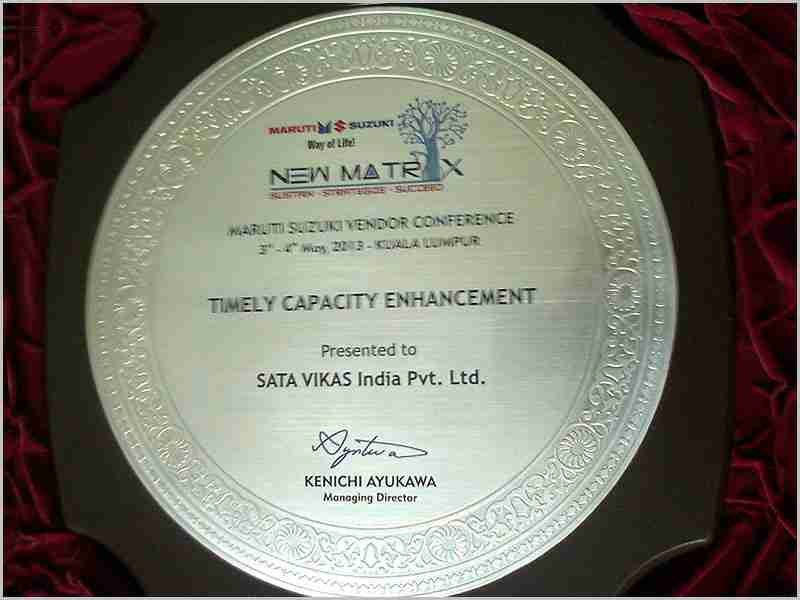 MARUTI SUZUKI
Way of Life!
NEW MATRIX
SUSTAIN - STRATEGIZE - SUCCEED
MARUTI SUZUKI VENDOR CONFERENCE
3rd - 4th May, 2013 - KUALA LUMPUR
TIMELY CAPACITY ENHANCEMENT
Presented to
SATA VIKAS India Pvt. Ltd.
KENICHI AYUKAWA
Managing Director